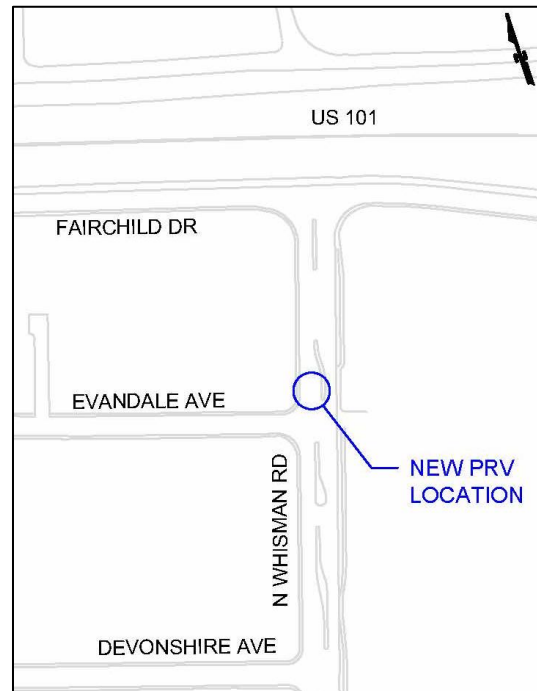 US 101
FAIRCHILD DR
EVANDALE AVE
NEW PRV
LOCATION
N WHISMAN RD
DEVONSHIRE AVE